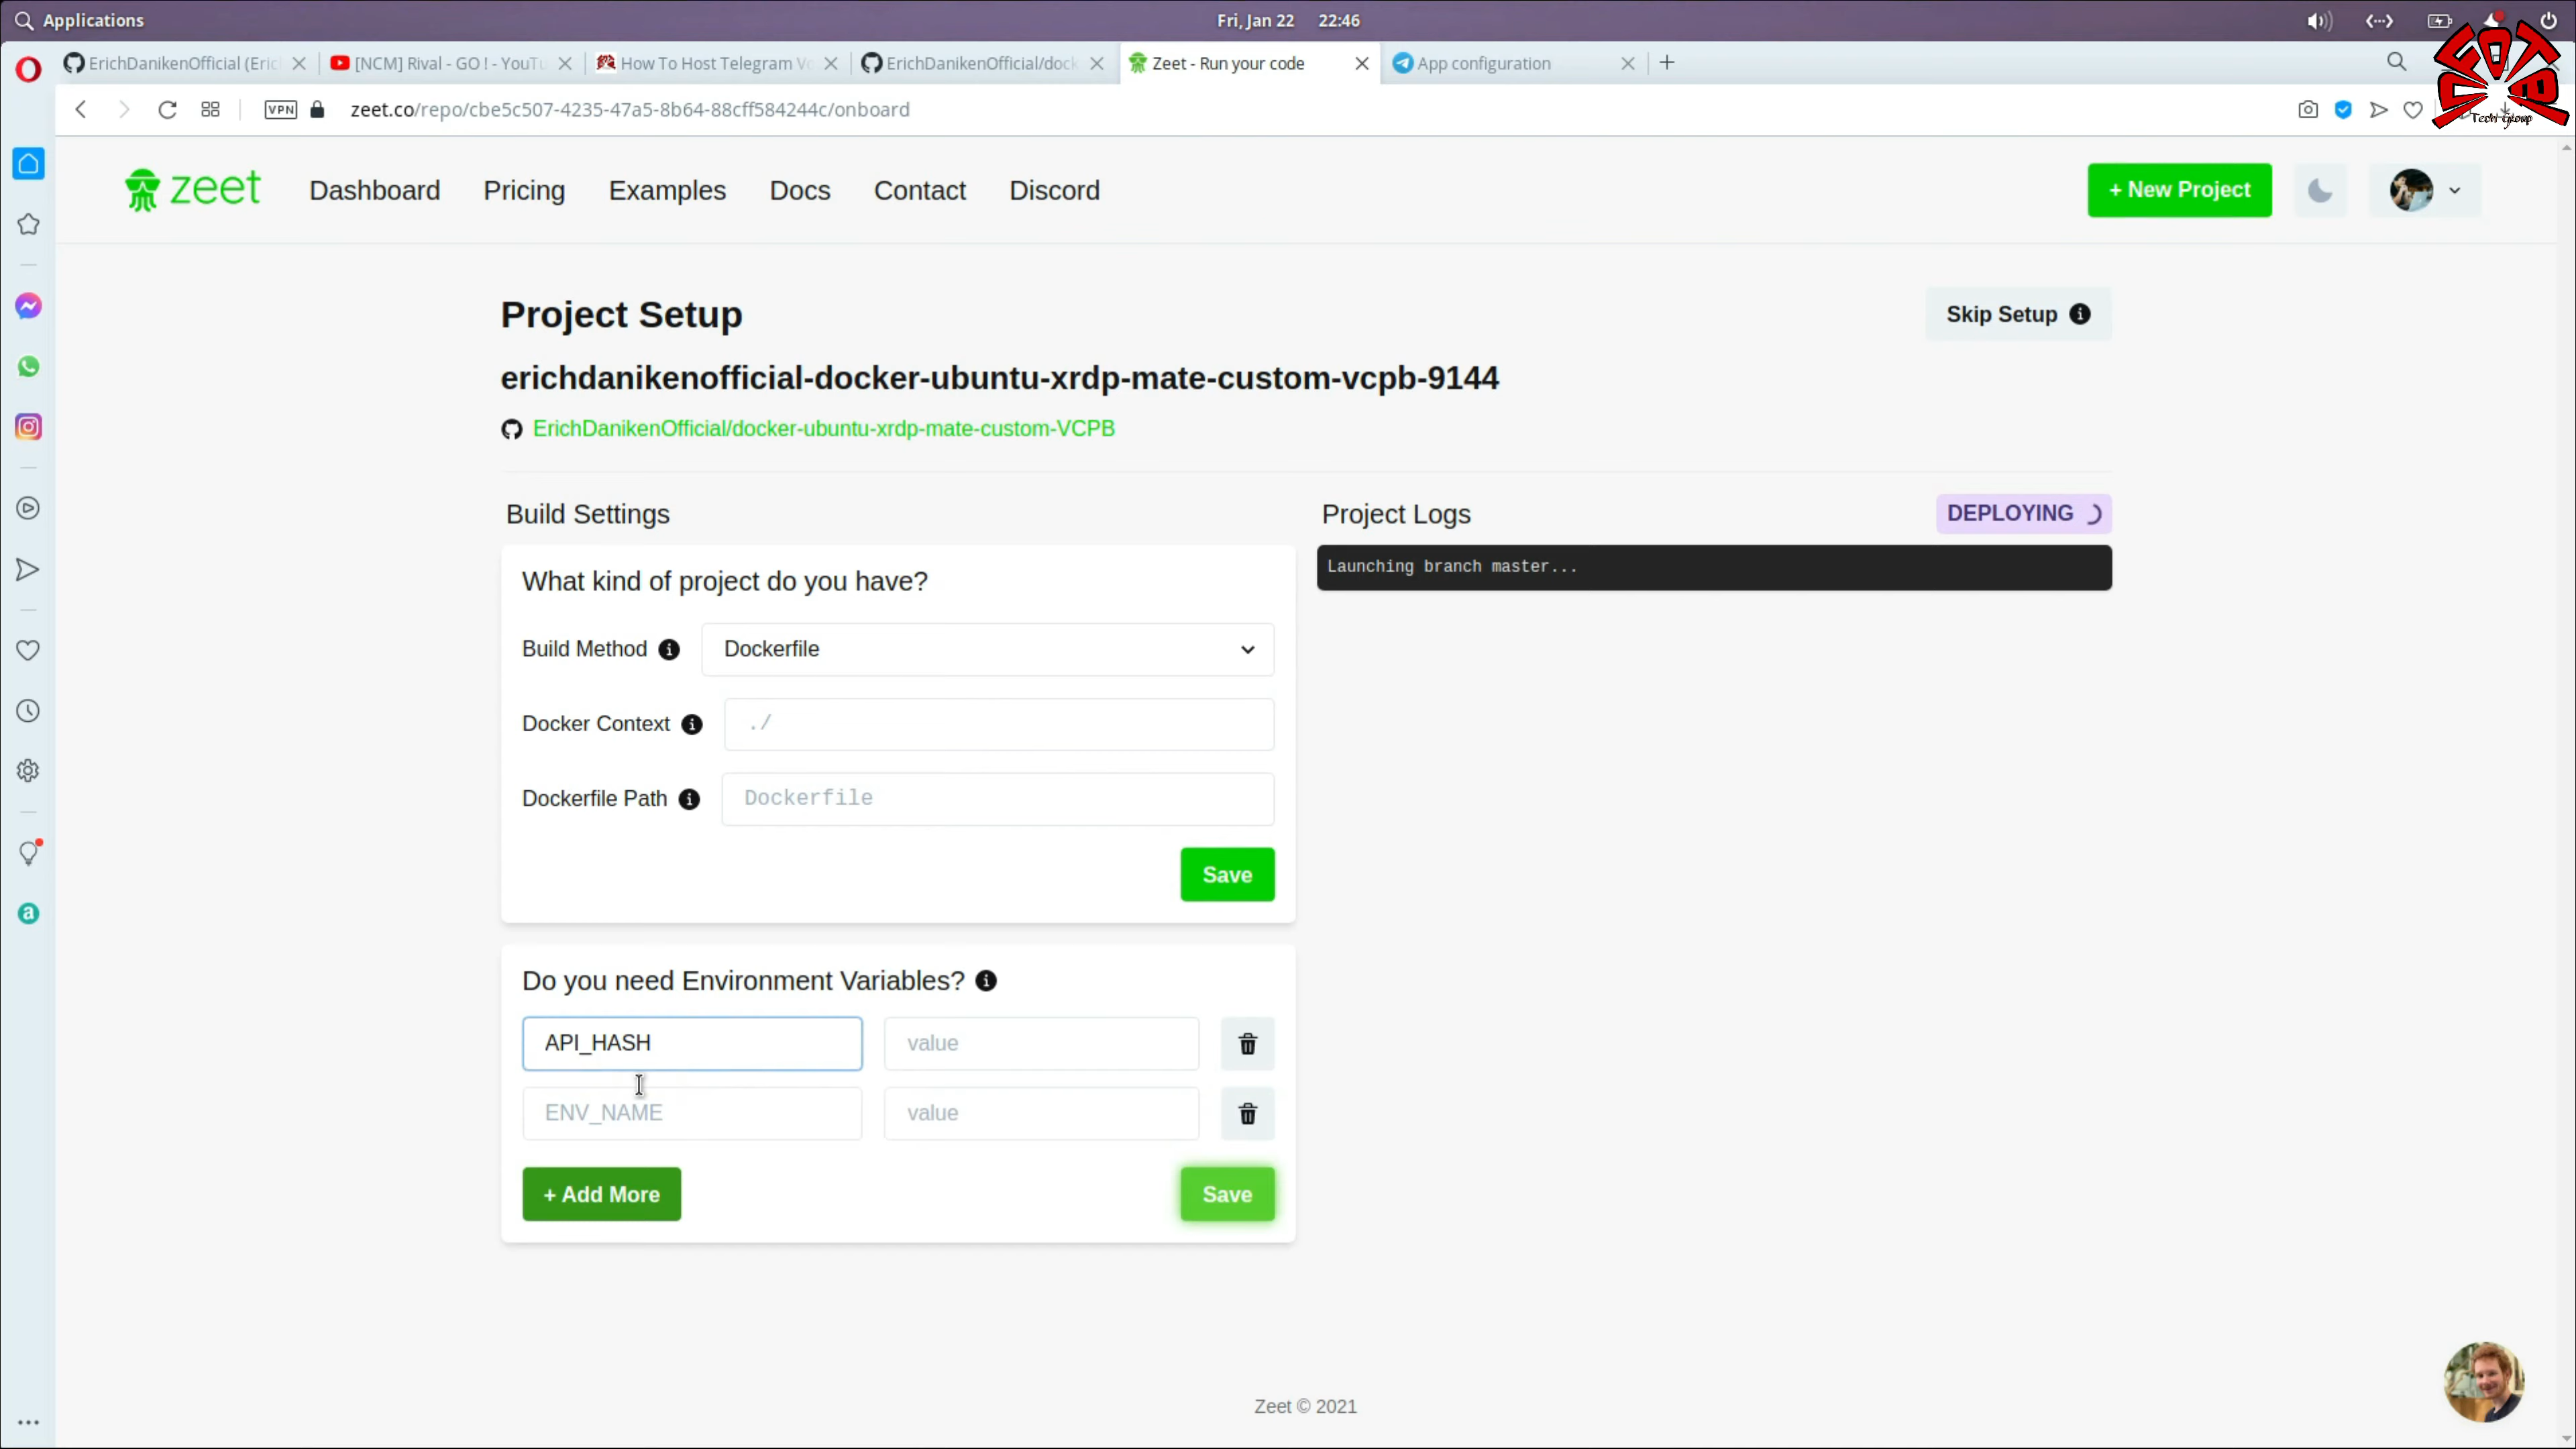 Applications
Fri, Jan 22 22:46
ErichDanikenOfficial (Eric
[NCM] Rival - GO ! - YouTu
How To Host Telegram Vo
ErichDanikenOfficial/dock
Zeet - Run your code
App configuration
VPN
zeet.co/repo/cbe5c507-4235-47a5-8b64-88cff584244c/onboard
Tech Group
zeet
Dashboard
Pricing
Examples
Docs
Contact
Discord
+ New Project
Project Setup
Skip Setup
erichdanikenofficial-docker-ubuntu-xrdp-mate-custom-vcpb-9144
ErichDanikenOfficial/docker-ubuntu-xrdp-mate-custom-VCPB
Build Settings
Project Logs
DEPLOYING
What kind of project do you have?
Launching branch master...
Build Method
Dockerfile
Docker Context
./
Dockerfile Path
Dockerfile
Save
Do you need Environment Variables?
API_HASH
value
ENV_NAME
value
+ Add More
Save
Zeet © 2021